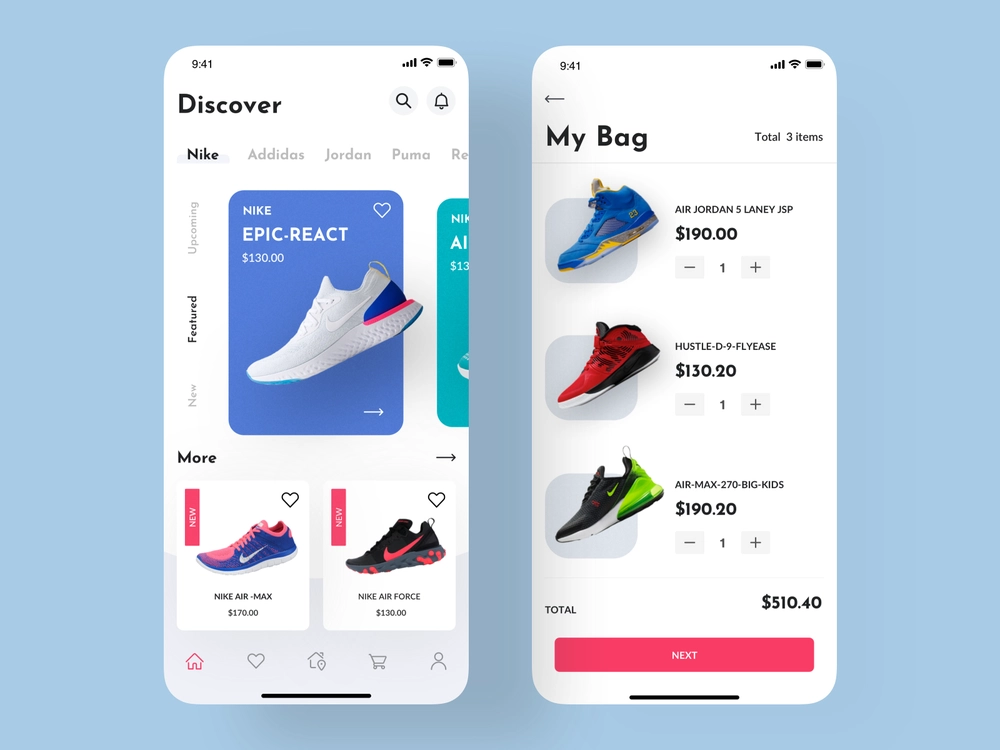 9:41
Discover
Nike Addidas Jordan Puma Re
Upcoming
Featured
New
NIKE
EPIC-REACT
$130.00
NIK
AI
$13
More
NEW
NIKE AIR -MAX
$170.00
NEW
NIKE AIR FORCE
$130.00
9:41
My Bag
Total 3 items
23
AIR JORDAN 5 LANEY JSP
$190.00
1
HUSTLE-D-9-FLYEASE
$130.20
1
AIR-MAX-270-BIG-KIDS
$190.20
1
TOTAL
$510.40
NEXT